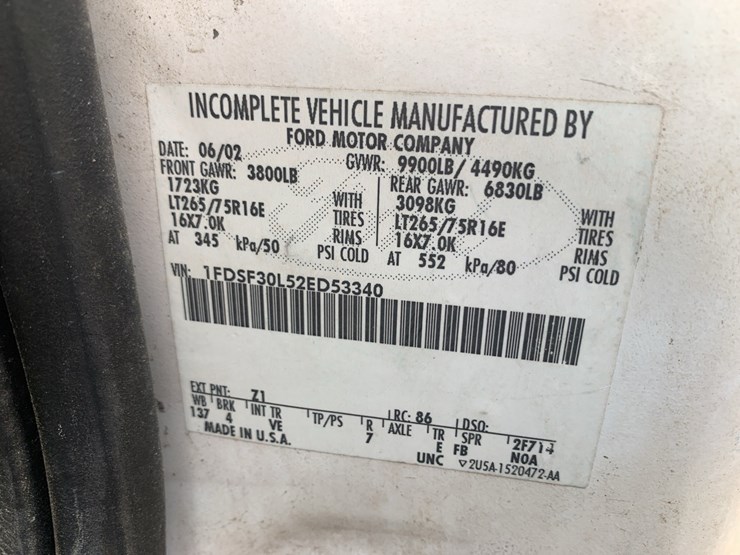 INCOMPLETE VEHICLE MANUFACTURED BY
FORD MOTOR COMPANY
DATE: 06/02 GVWR: 9900LB/ 4490KG
FRONT GAWR: 3800LB REAR GAWR: 6830LB
1723KG WITH 3098KG WITH
LT265/75R16E TIRES LT265/75R16E TIRES
16X7.0K RIMS 16X7.0K RIMS
AT 345 kPa/50 PSI COLD AT 552 kPa/80 PSI COLD
VIN: 1FDSF30L52ED53340
EXT PNT: Z1 RC: 86 DSO:
WB BRK INT TR TP/PS R AXLE TR SPR 2F714
137 4 VE 7 E FB NOA
MADE IN U.S.A. UNC ▽2U5A-1520472-AA